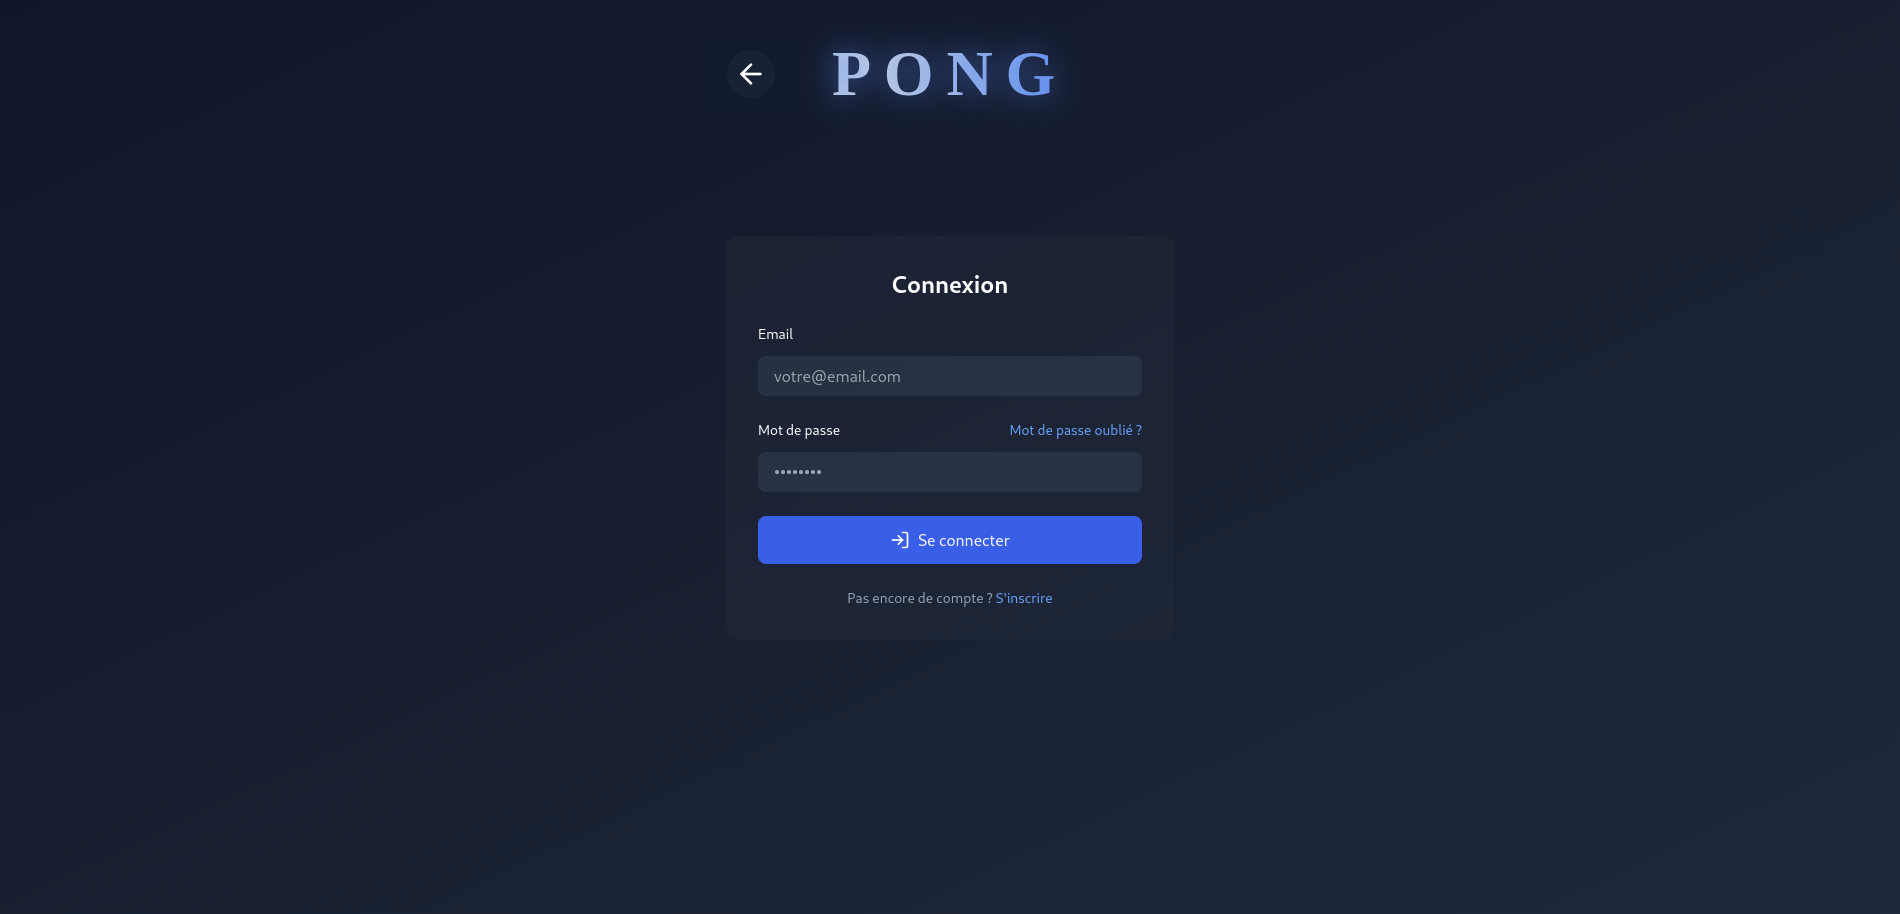 PONG
Connexion
Email
votre@email.com
Mot de passe Mot de passe oublié ?
••••••••
Se connecter
Pas encore de compte ? S'inscrire